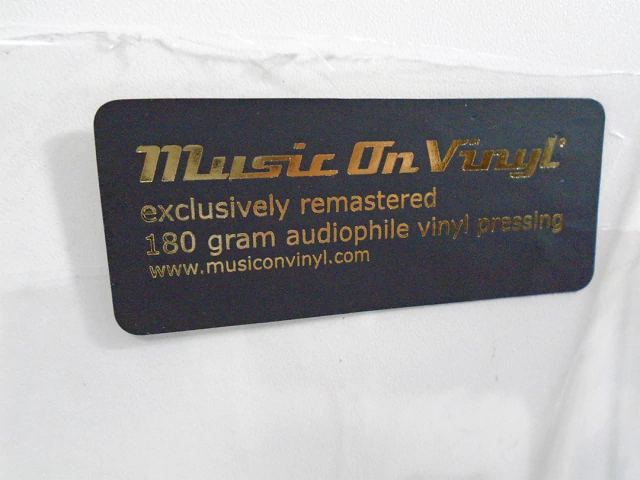 Music On Vinyl®
exclusively remastered
180 gram audiophile vinyl pressing
www.musiconvinyl.com